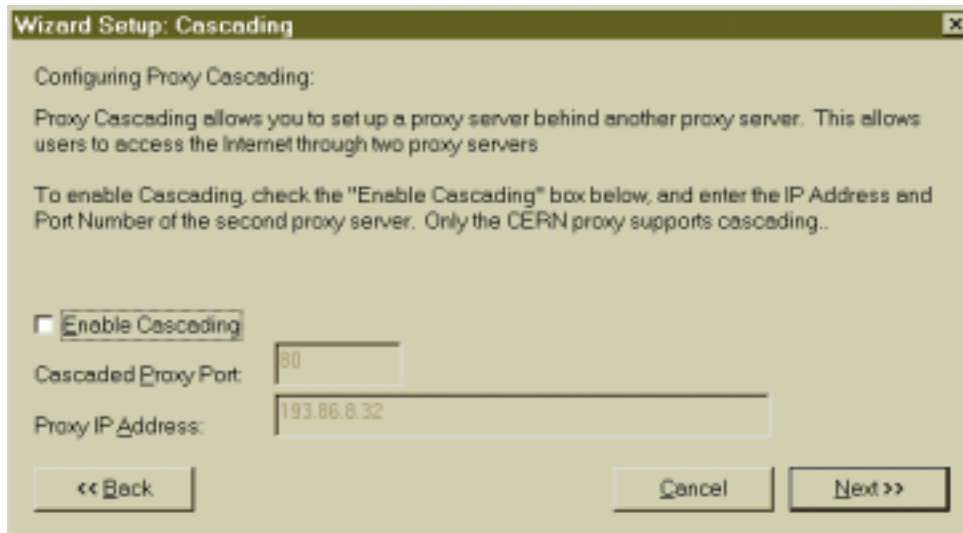 Wizard Setup: Cascading
Configuring Proxy Cascading:
Proxy Cascading allows you to set up a proxy server behind another proxy server. This allows
users to access the Internet through two proxy servers
To enable Cascading, check the "Enable Cascading" box below, and enter the IP Address and
Port Number of the second proxy server. Only the CERN proxy supports cascading..
Enable Cascading
Cascaded Proxy Port: 80
Proxy IP Address: 193.86.8.32
<< Back Cancel Next >>